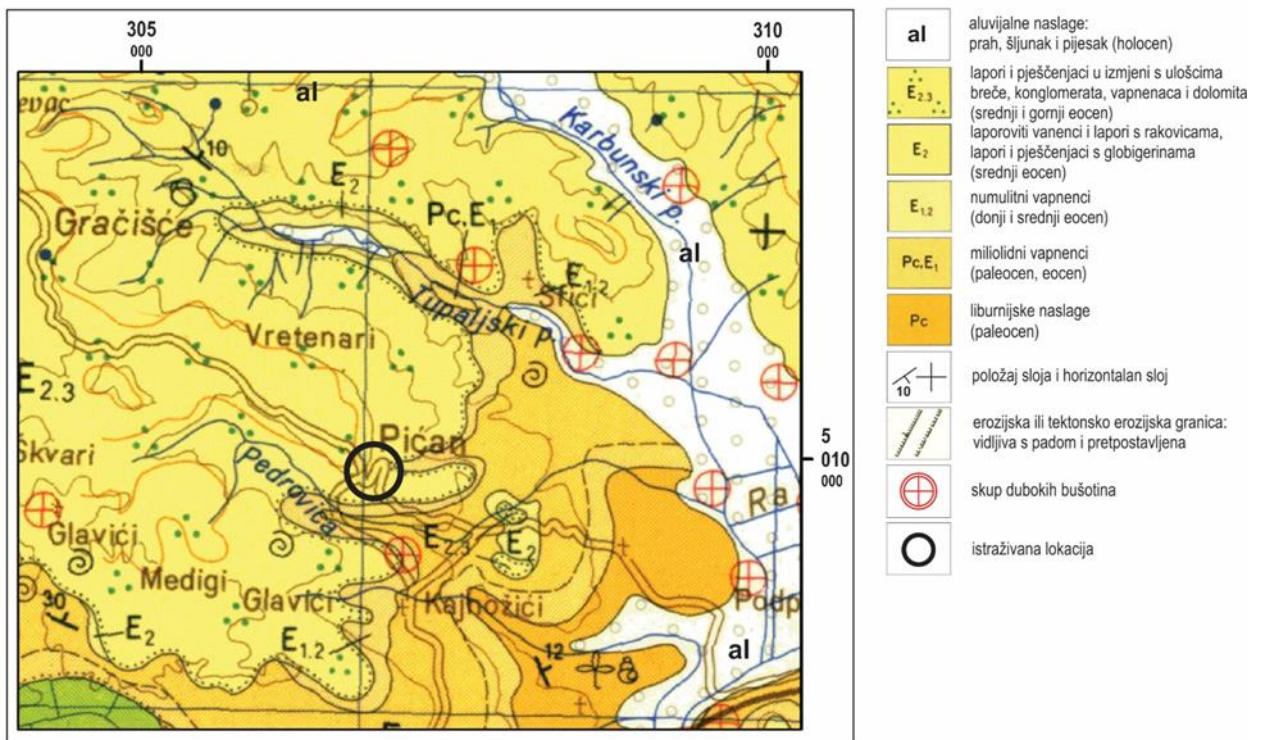 305
000
310
000
evac
al
10
E2
Karbunski p.
Gračišće
Pc,E1
al
E1,2
Šfići
Tupaljski p.
Vretenari
E2.3
Pićan
5
010
000
Škvari
Pedrovica
Ra
Glavići
E2.3
E2
Medigi
Glavići
Kajbožići
Podp
30
E2
E1.2
12
al
al
aluvijalne naslage:
prah, šljunak i pijesak (holocen)
E2.3
lapori i pješčenjaci u izmjeni s ulošcima
breče, konglomerata, vapnenaca i dolomita
(srednji i gornji eocen)
E2
laporoviti vanenci i lapori s rakovicama,
lapori i pješčenjaci s globigerinama
(srednji eocen)
E1,2
numulitni vapnenci
(donji i srednji eocen)
Pc,E1
miliolidni vapnenci
(paleocen, eocen)
Pc
liburnijske naslage
(paleocen)
10
položaj sloja i horizontalan sloj
erozijska ili tektonsko erozijska granica:
vidljiva s padom i pretpostavljena
skup dubokih bušotina
istraživana lokacija